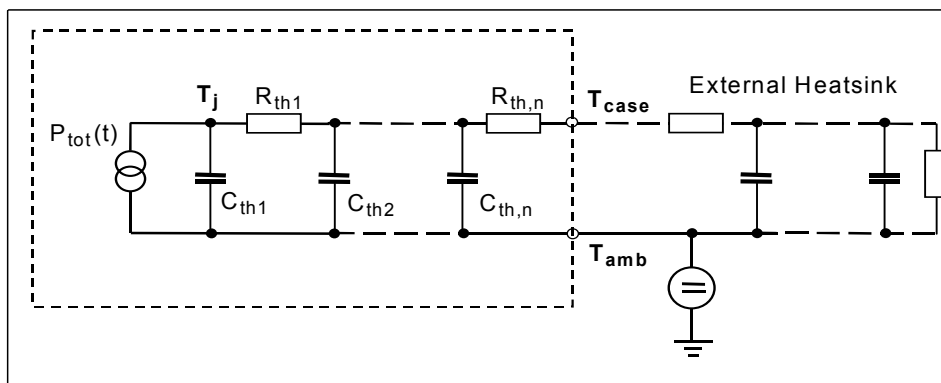 External Heatsink
T_j R_th1 R_th,n T_case
P_tot(t)
C_th1 C_th2 C_th,n
T_amb